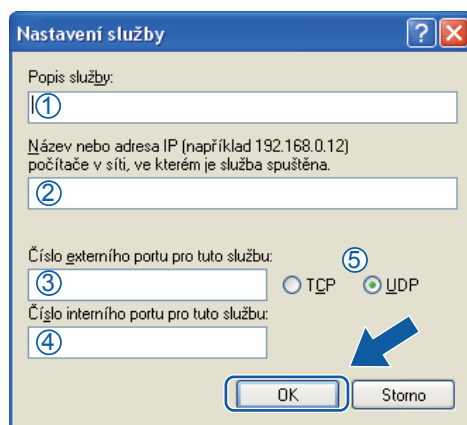 Nastavení služby
Popis služby:
①
Název nebo adresa IP (například 192.168.0.12)
počítače v síti, ve kterém je služba spuštěna.
②
Číslo externího portu pro tuto službu:
③ TCP UDP ⑤
Číslo interního portu pro tuto službu:
④
OK Storno